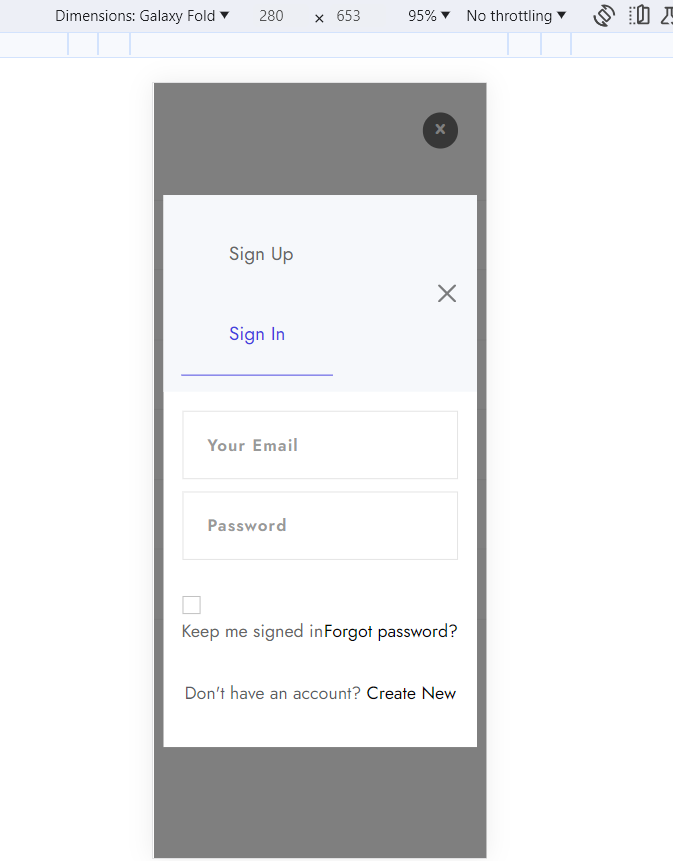 Dimensions: Galaxy Fold ▼ 280 × 653 95% ▼ No throttling ▼
x
Sign Up
Sign In
Your Email
Password
Keep me signed inForgot password?
Don't have an account? Create New